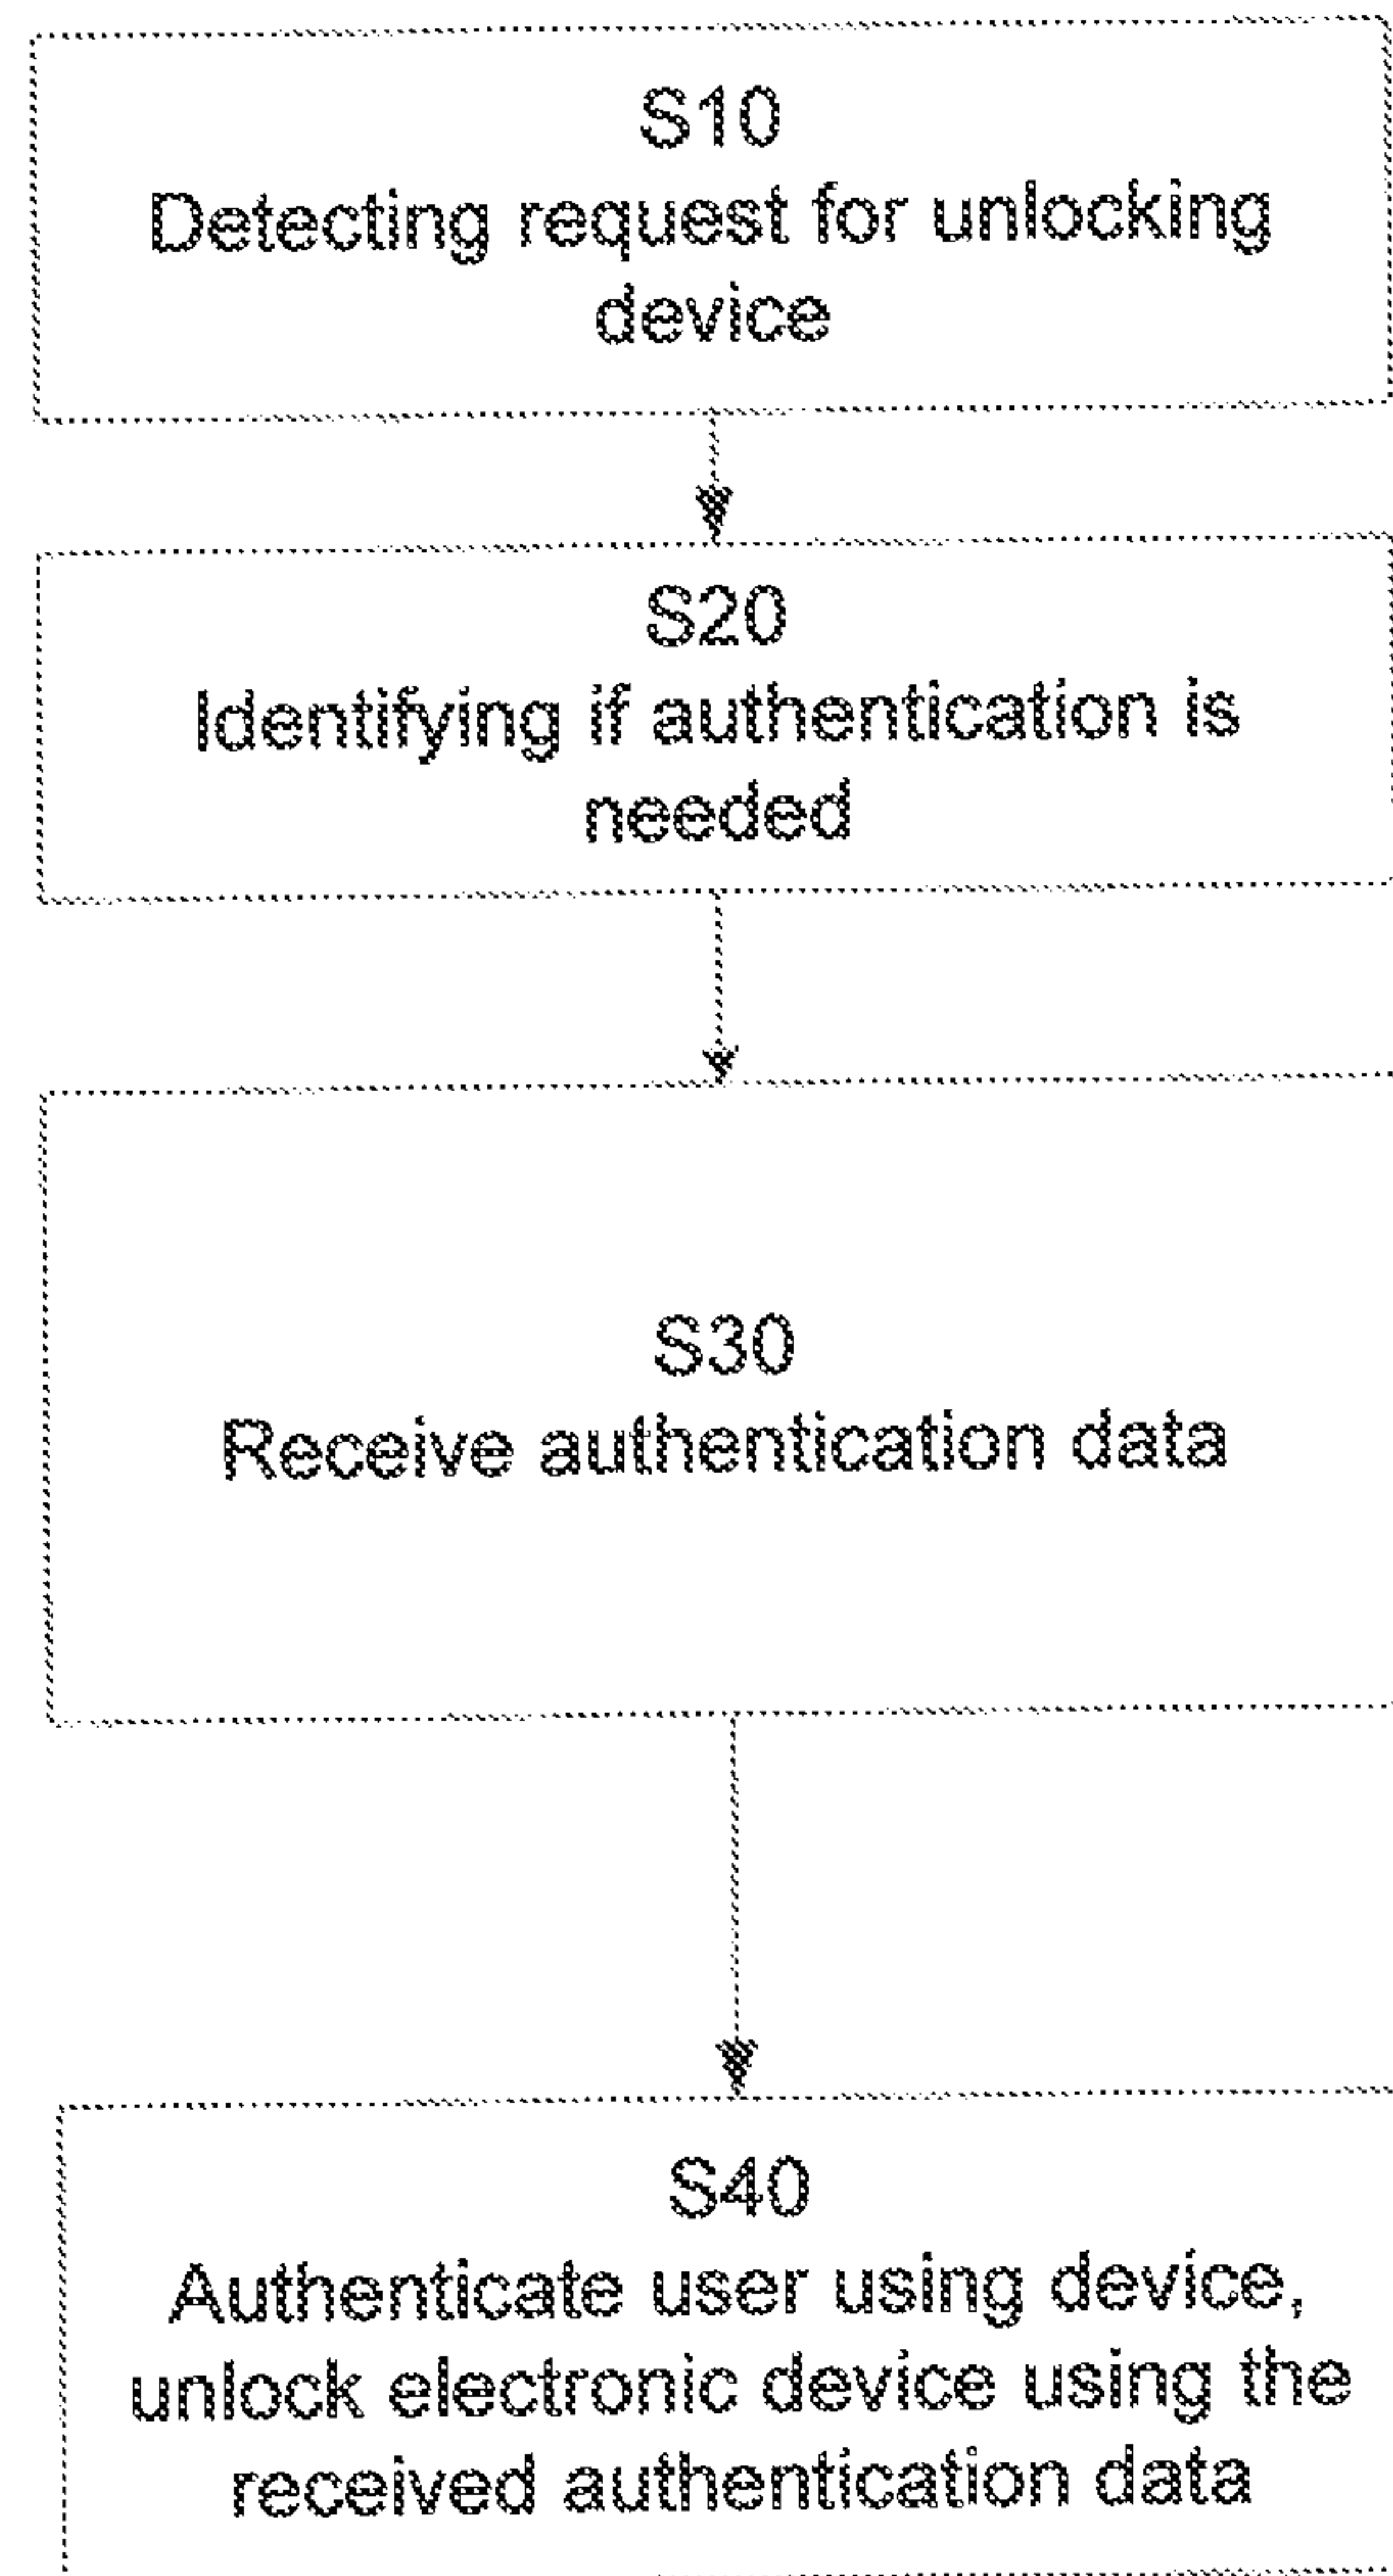 S10
Detecting request for unlocking
device
S20
Identifying if authentication is
needed
S30
Receive authentication data
S40
Authenticate user using device,
unlock electronic device using the
received authentication data